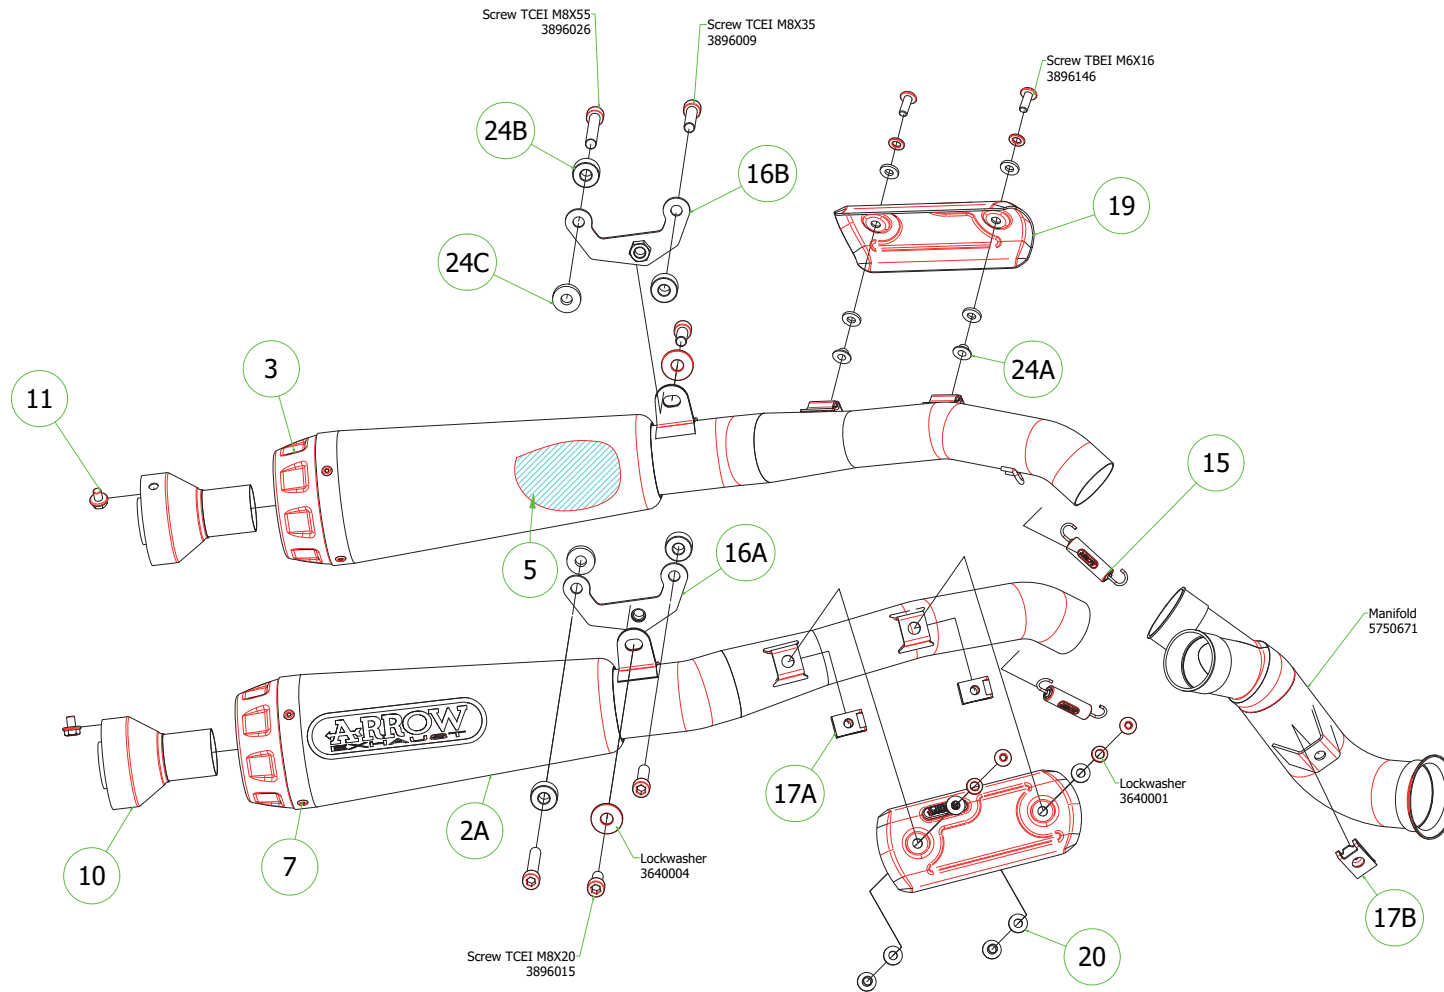 Screw TCEI M8X55
3896026
Screw TCEI M8X35
3896009
Screw TBEI M6X16
3896146
24B
16B
19
24C
3
24A
11
15
5
16A
Manifold
5750671
ARROW
EXHAUST
17A
Lockwasher
3640001
2A
10
7
Lockwasher
3640004
17B
20
Screw TCEI M8X20
3896015